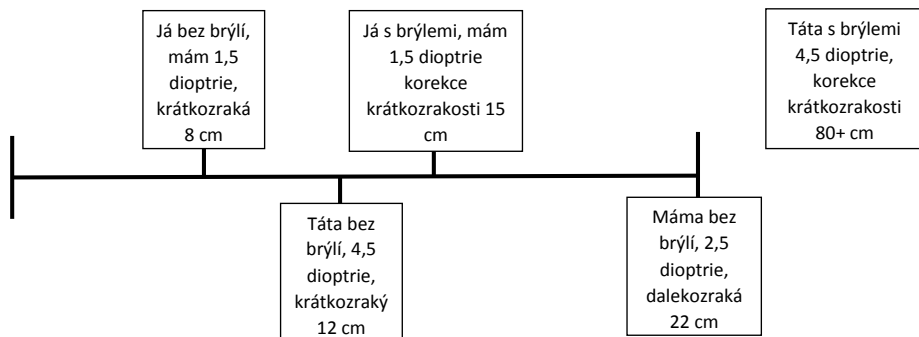 Já bez brýlí,
mám 1,5
dioptrie,
krátkozraká
8 cm
Já s brýlemi, mám
1,5 dioptrie
korekce
krátkozrakosti 15
cm
Táta s brýlemi
4,5 dioptrie,
korekce
krátkozrakosti
80+ cm
Táta bez
brýlí, 4,5
dioptrie,
krátkozraký
12 cm
Máma bez
brýlí, 2,5
dioptrie,
dalekozraká
22 cm